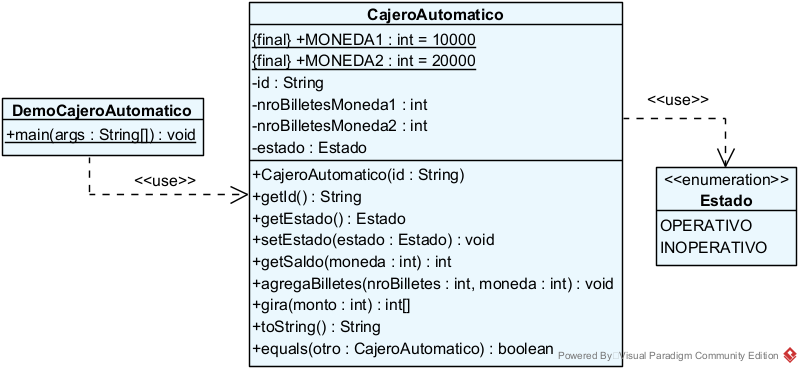 DemoCajeroAutomatico
+main(args : String[]) : void
<<use>>
CajeroAutomatico
{final} +MONEDA1 : int = 10000
{final} +MONEDA2 : int = 20000
-id : String
-nroBilletesMoneda1 : int
-nroBilletesMoneda2 : int
-estado : Estado
+CajeroAutomatico(id : String)
+getId() : String
+getEstado() : Estado
+setEstado(estado : Estado) : void
+getSaldo(moneda : int) : int
+agregaBilletes(nroBilletes : int, moneda : int) : void
+gira(monto : int) : int[]
+toString() : String
+equals(otro : CajeroAutomatico) : boolean
<<use>>
<<enumeration>>
Estado
OPERATIVO
INOPERATIVO
Powered By Visual Paradigm Community Edition